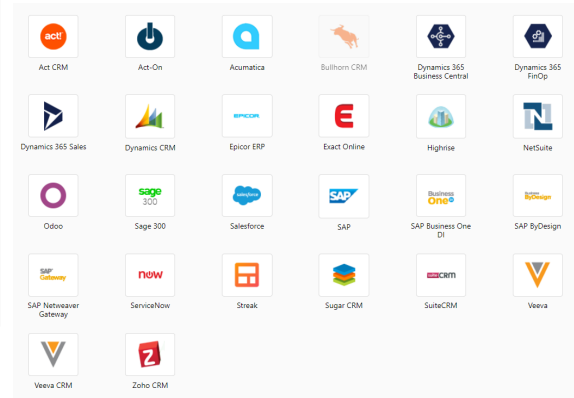 act!
Act CRM
Act-On
Acumatica
Bullhorn CRM
Dynamics 365
Business Central
Dynamics 365
FinOp
Dynamics 365 Sales
Dynamics CRM
EPICOR
Epicor ERP
E
Exact Online
Highrise
N
NetSuite
Odoo
sage
300
Sage 300
salesforce
Salesforce
SAP
SAP
Business
One
SAP Business One
DI
Business
ByDesign
SAP ByDesign
SAP
Gateway
SAP Netweaver
Gateway
now
ServiceNow
Streak
Sugar CRM
suiteCRM
SuiteCRM
Veeva
Veeva CRM
Z
Zoho CRM